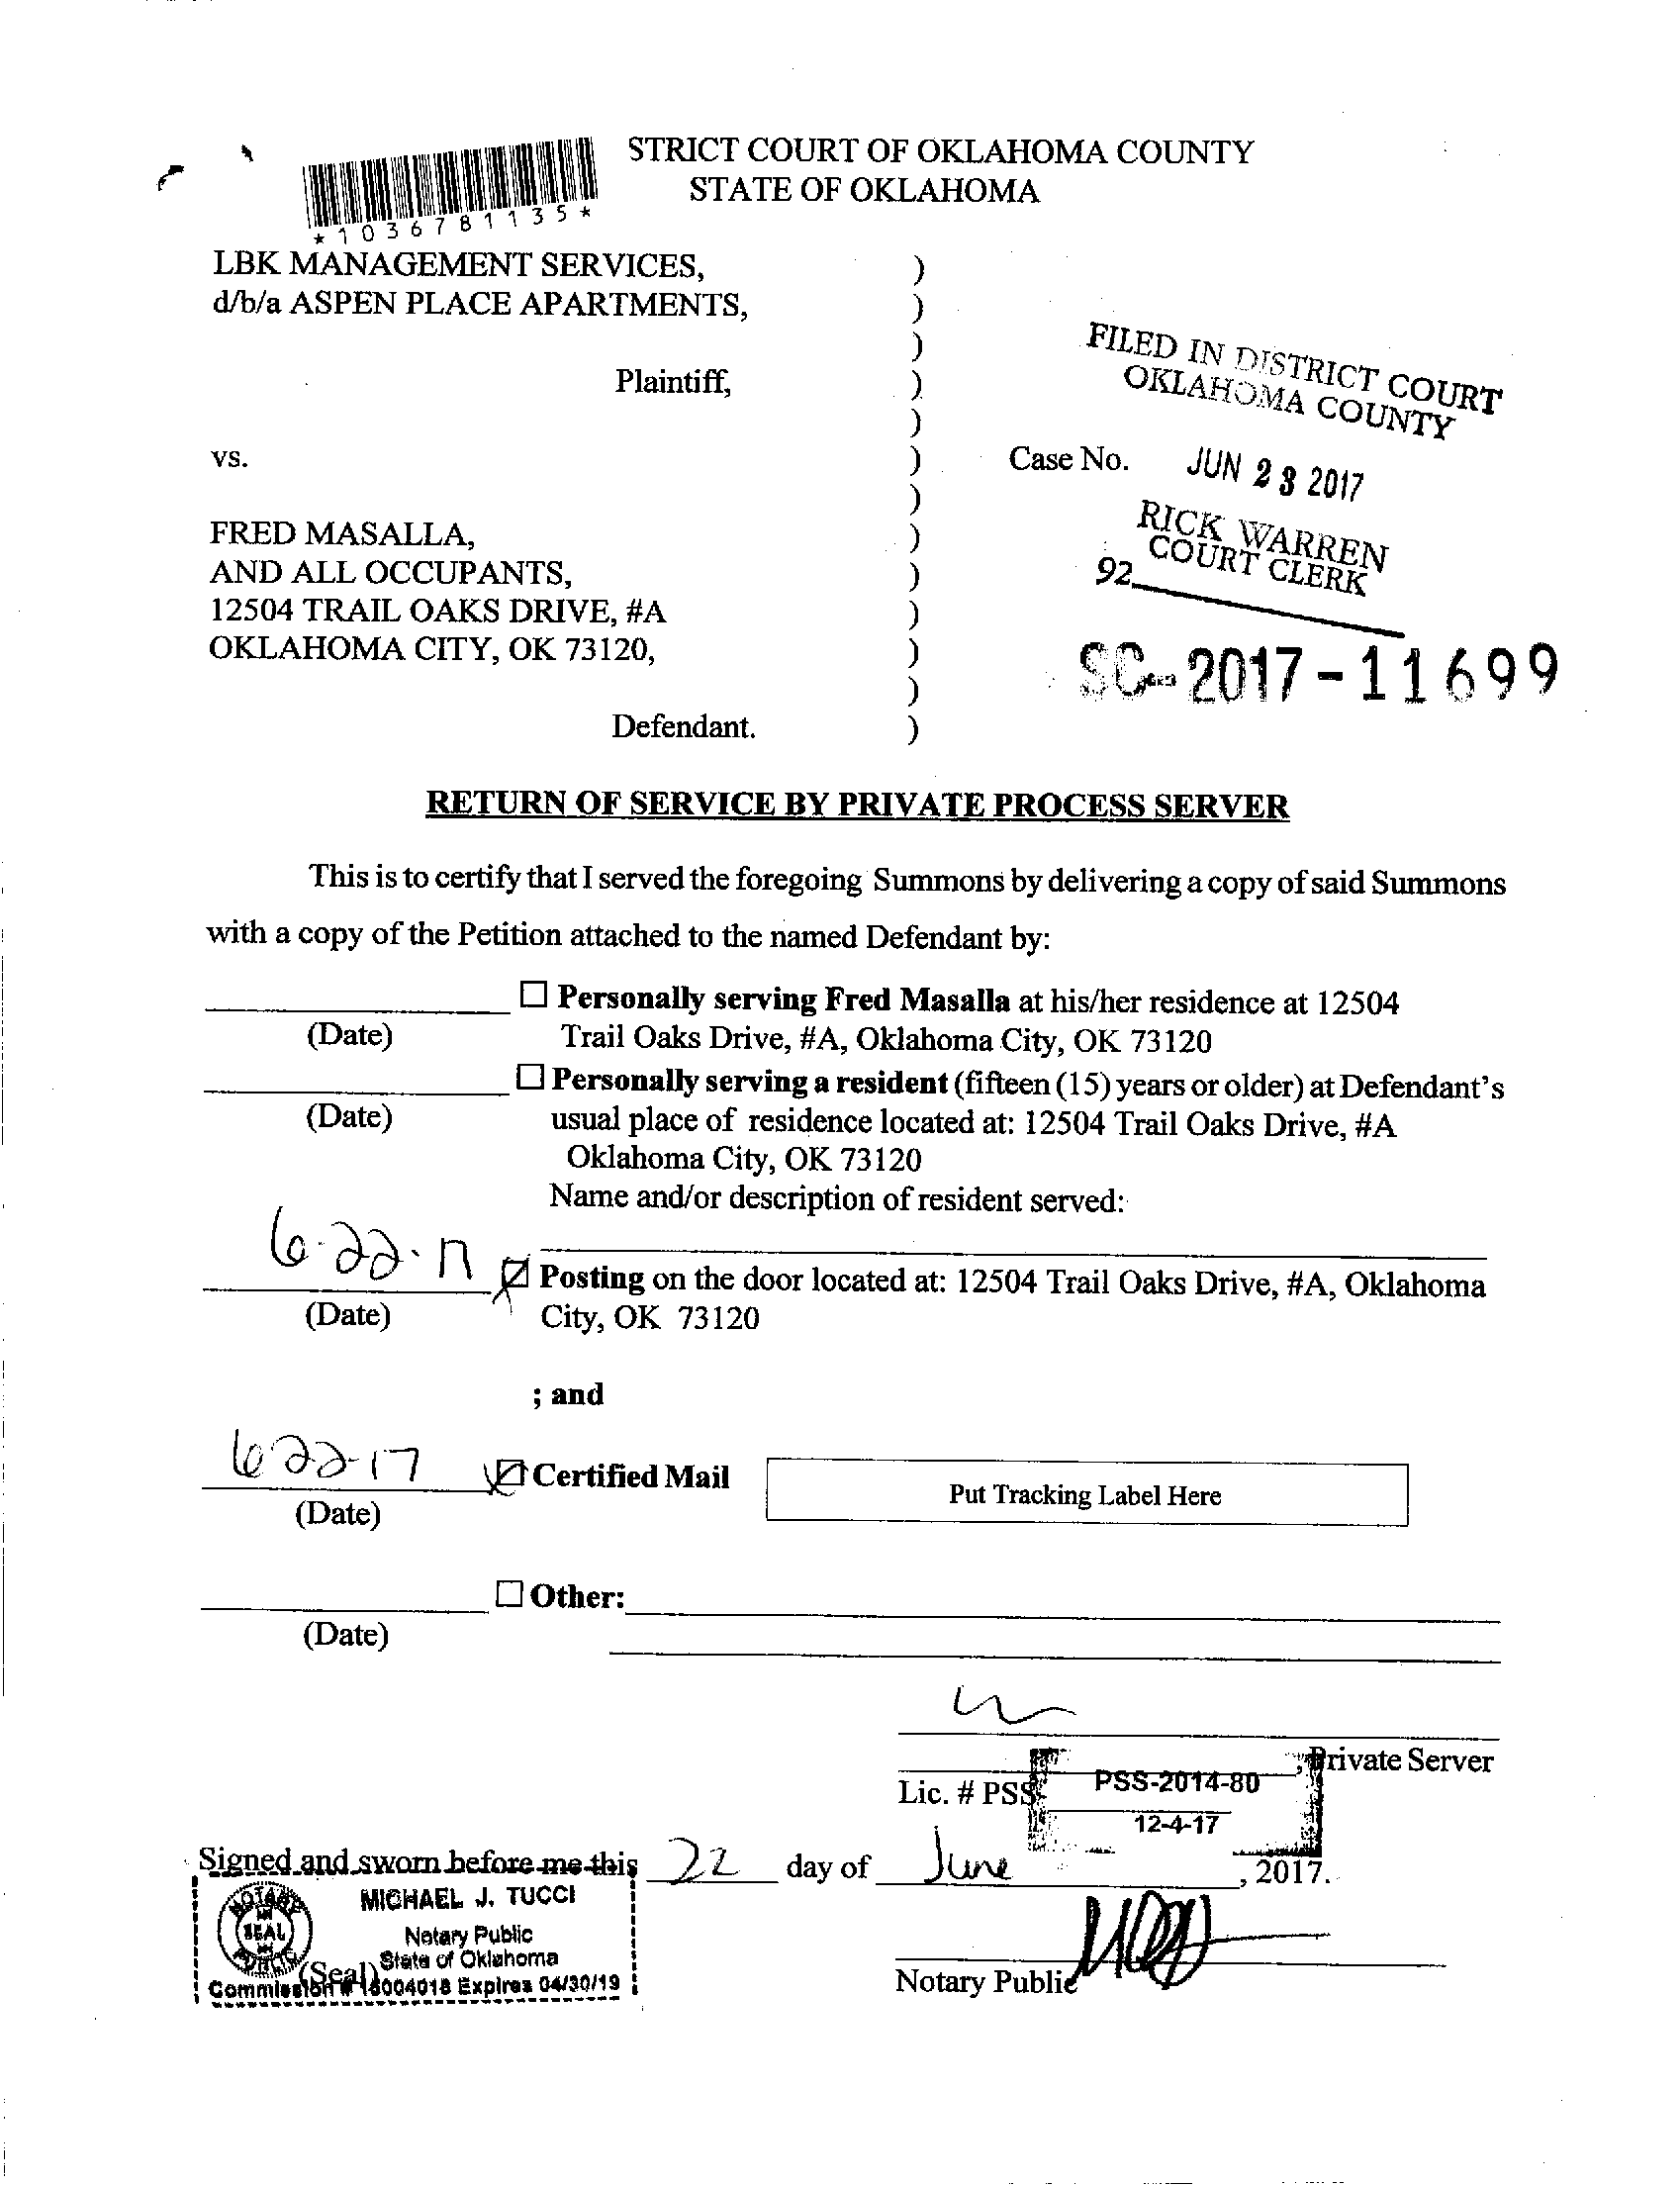 STRICT COURT OF OKLAHOMA COUNTY
STATE OF OKLAHOMA
*1036781135*
LBK MANAGEMENT SERVICES, )
d/b/a ASPEN PLACE APARTMENTS, )
)
Plaintiff, )
)
vs. )
)
FRED MASALLA, )
AND ALL OCCUPANTS, )
12504 TRAIL OAKS DRIVE, #A )
OKLAHOMA CITY, OK 73120, )
)
Defendant. )
FILED IN DISTRICT COURT
OKLAHOMA COUNTY
Case No. JUN 23 2017
RICK WARREN
COURT CLERK
92
SC-2017-11699
RETURN OF SERVICE BY PRIVATE PROCESS SERVER
This is to certify that I served the foregoing Summons by delivering a copy of said Summons
with a copy of the Petition attached to the named Defendant by:
☐ Personally serving Fred Masalla at his/her residence at 12504
(Date) Trail Oaks Drive, #A, Oklahoma City, OK 73120
☐ Personally serving a resident (fifteen (15) years or older) at Defendant's
(Date) usual place of residence located at: 12504 Trail Oaks Drive, #A
Oklahoma City, OK 73120
Name and/or description of resident served:
6-22-17 ☑ Posting on the door located at: 12504 Trail Oaks Drive, #A, Oklahoma
(Date) City, OK 73120
; and
6-22-17 ☑ Certified Mail Put Tracking Label Here
(Date)
☐ Other:
(Date)
, Private Server
Lic. # PSS- PSS-2014-80
12-4-17
Signed and sworn before me this 22 day of June, 2017.
NOTARY
SEAL
PUBLIC
MICHAEL J. TUCCI
Notary Public
State of Oklahoma
(Seal)
Commission # Expires 04/30/19
Notary Public